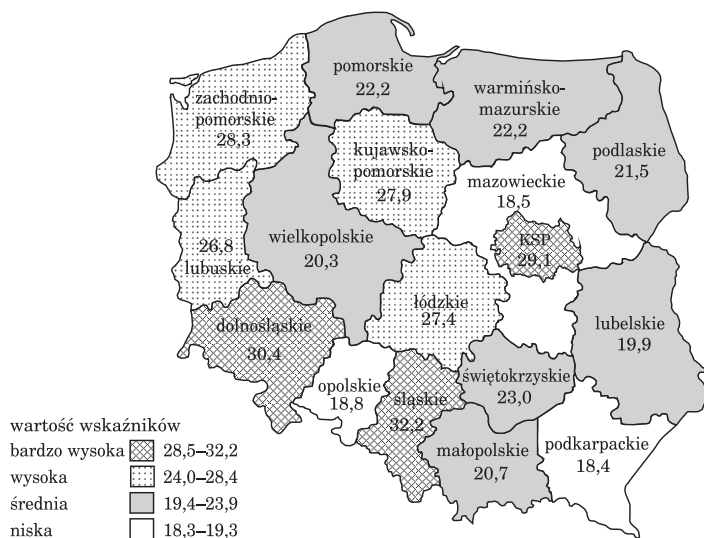 pomorskie
22,2
warmińsko-
mazurskie
22,2
zachodnio-
pomorskie
28,3
kujawsko-
pomorskie
27,9
podlaskie
21,5
mazowieckie
18,5
KSP
29,1
26,8
lubuskie
wielkopolskie
20,3
łódzkie
27,4
lubelskie
19,9
dolnośląskie
30,4
opolskie
18,8
śląskie
32,2
świętokrzyskie
23,0
małopolskie
20,7
podkarpackie
18,4
wartość wskaźników
bardzo wysoka 28,5–32,2
wysoka 24,0–28,4
średnia 19,4–23,9
niska 18,3–19,3